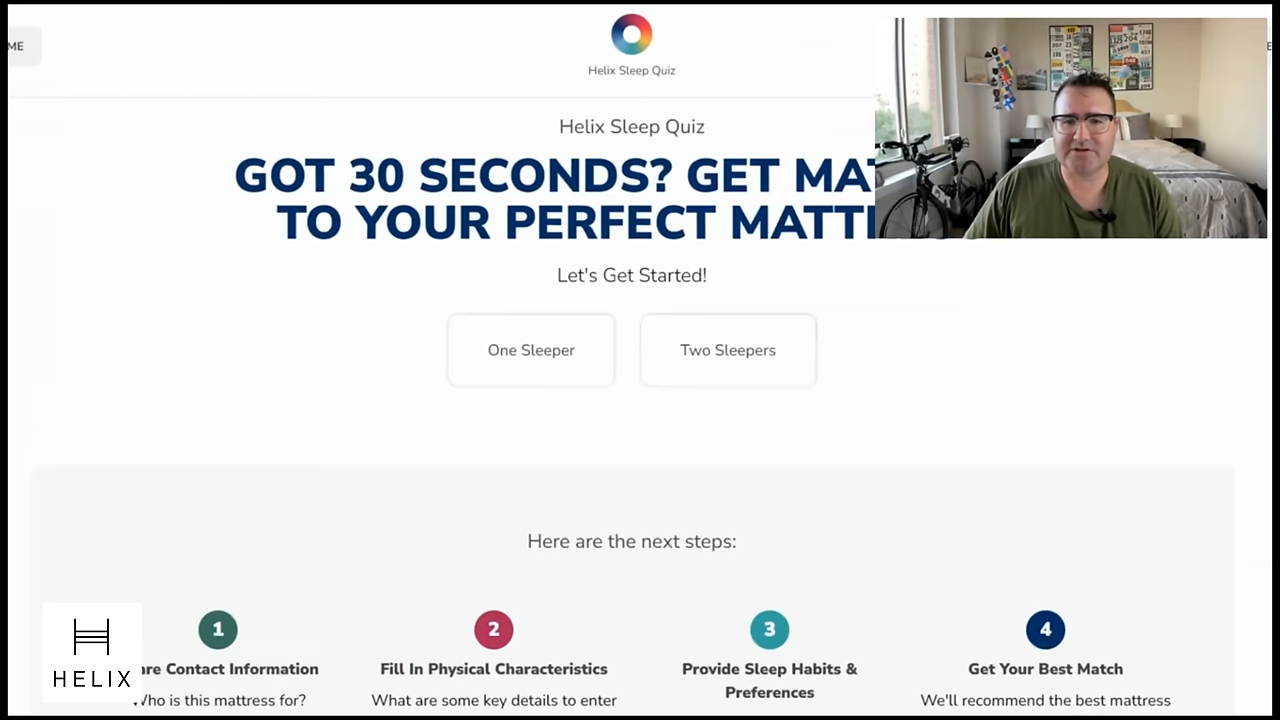 ME
Helix Sleep Quiz
Helix Sleep Quiz
GOT 30 SECONDS? GET MAT
TO YOUR PERFECT MATT
Let's Get Started!
One Sleeper
Two Sleepers
Here are the next steps:
1
are Contact Information
Who is this mattress for?
2
Fill In Physical Characteristics
What are some key details to enter
3
Provide Sleep Habits &
Preferences
4
Get Your Best Match
We'll recommend the best mattress
HELIX